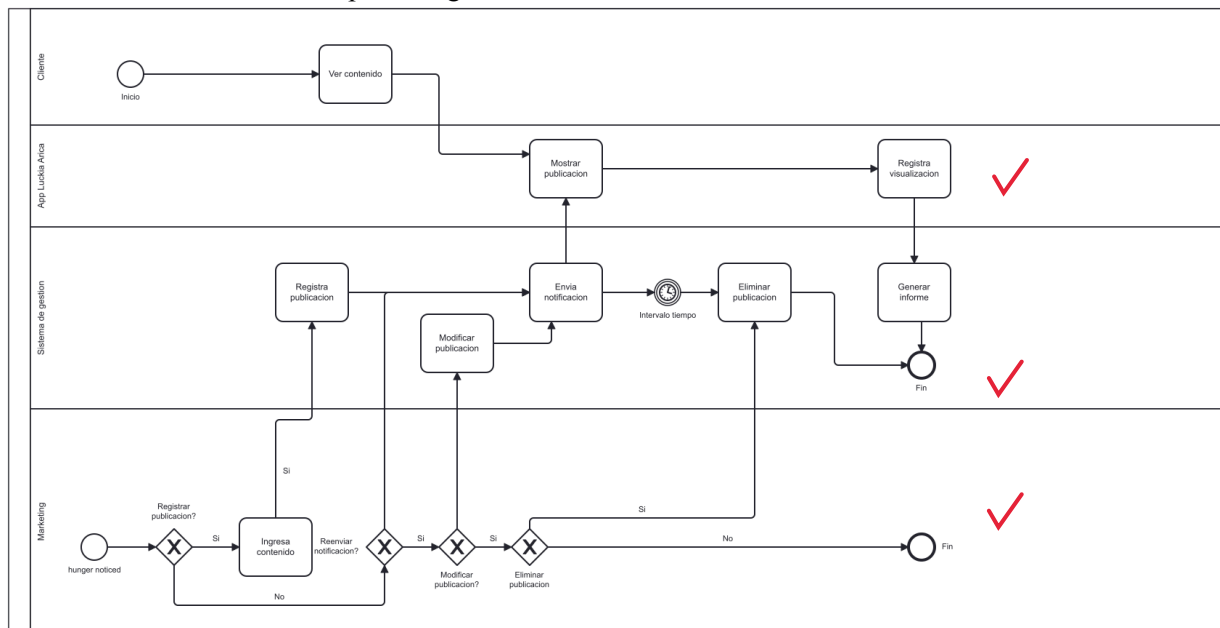 Cliente
Inicio
Ver contenido
App Luckia Arica
Mostrar
publicacion
Registra
visualizacion
Sistema de gestion
Registra
publicacion
Modificar
publicacion
Envia
notificacion
Intervalo tiempo
Eliminar
publicacion
Generar
informe
Fin
Marketing
hunger noticed
Registrar
publicacion?
Si
No
Ingresa
contenido
Si
Reenviar
notificacion?
Si
Modificar
publicacion?
Si
Eliminar
publicacion
Si
No
Fin